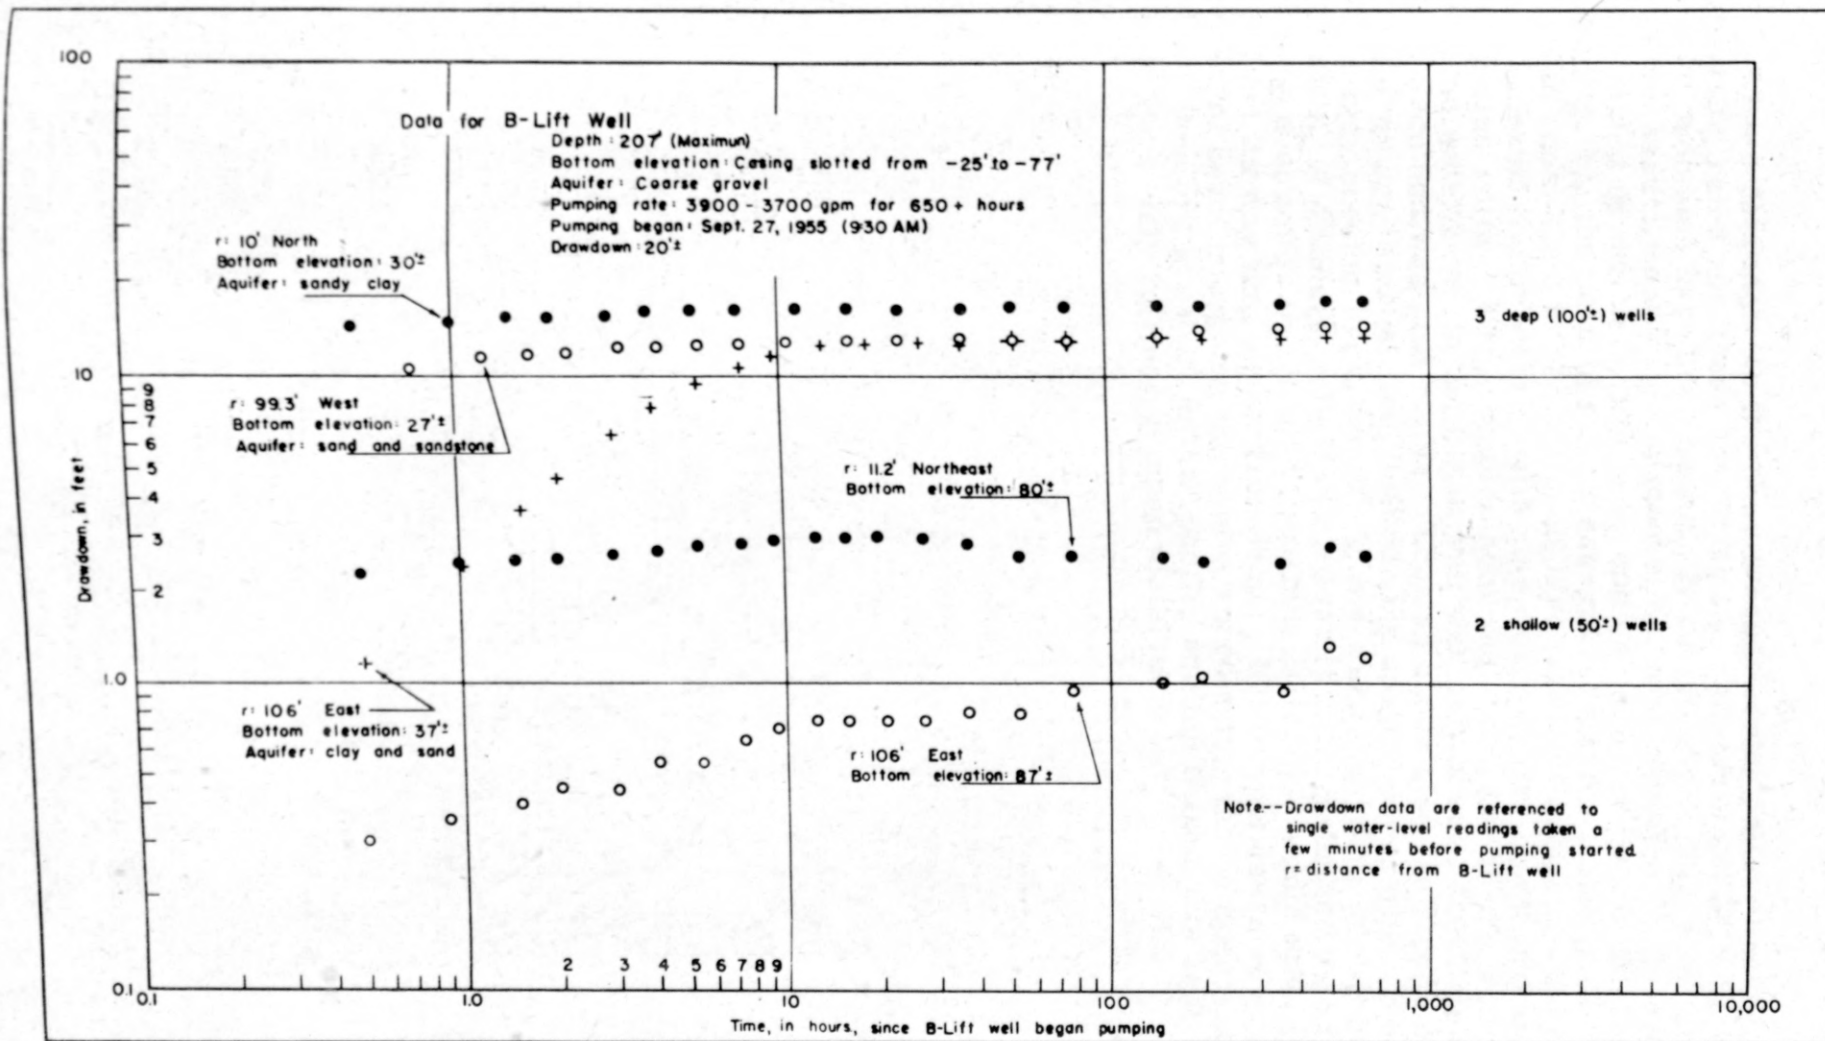 100
Data for B-Lift Well
Depth: 207' (Maximun)
Bottom elevation: Casing slotted from -25' to -77'
Aquifer: Coarse gravel
Pumping rate: 3900 - 3700 gpm for 650 + hours
Pumping began: Sept. 27, 1955 (9:30 AM)
Drawdown: 20'±
r: 10' North
Bottom elevation: 30'±
Aquifer: sandy clay
3 deep (100'±) wells
10
9
8
7
6
5
4
3
2
1.0
0.1
Drawdown, in feet
r: 99.3' West
Bottom elevation: 27'±
Aquifer: sand and sandstone
r: 11.2' Northeast
Bottom elevation: 80'±
2 shallow (50'±) wells
r: 106' East
Bottom elevation: 37'±
Aquifer: clay and sand
r: 106' East
Bottom elevation: 87'±
Note.--Drawdown data are referenced to
single water-level readings taken a
few minutes before pumping started.
r= distance from B-Lift well
2 3 4 5 6 7 8 9
0.1 1.0 10 100 1,000 10,000
Time, in hours, since B-Lift well began pumping